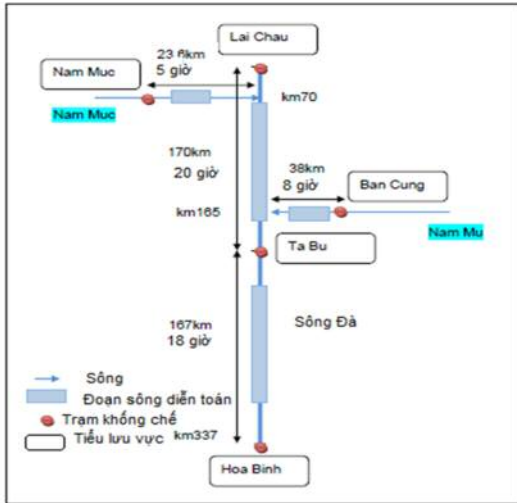 Lai Chau
23.6km
5 giờ
Nam Muc
Nam Muc
km70
170km
20 giờ
38km
8 giờ
Ban Cung
km165
Nam Mu
Ta Bu
167km
18 giờ
Sông Đà
Sông
Đoạn sông diễn toán
Trạm khống chế
Tiểu lưu vực
km337
Hoa Binh